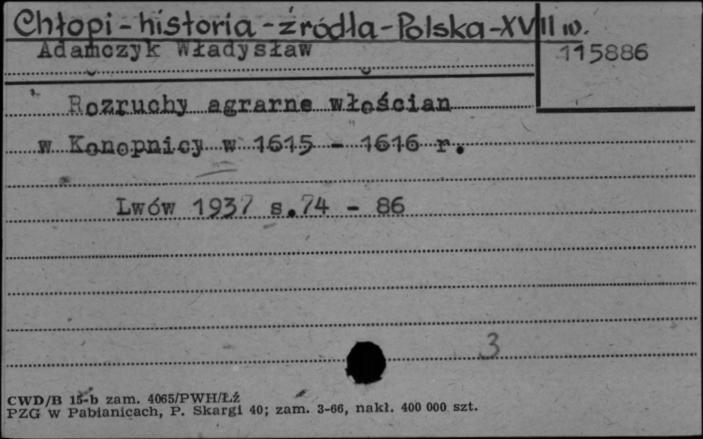 Chłopi-historia-źródła-Polska-XVII w.
Adamczyk Władysław
115886
Rozruchy agrarne włościan
w Konopnicy w 1615 - 1616 r.
Lwów 1937 s.74 - 86
3
CWD/B 15-b zam. 4065/PWH/Łź
PZG w Pabianicach, P. Skargi 40; zam. 3-66, nakł. 400 000 szt.